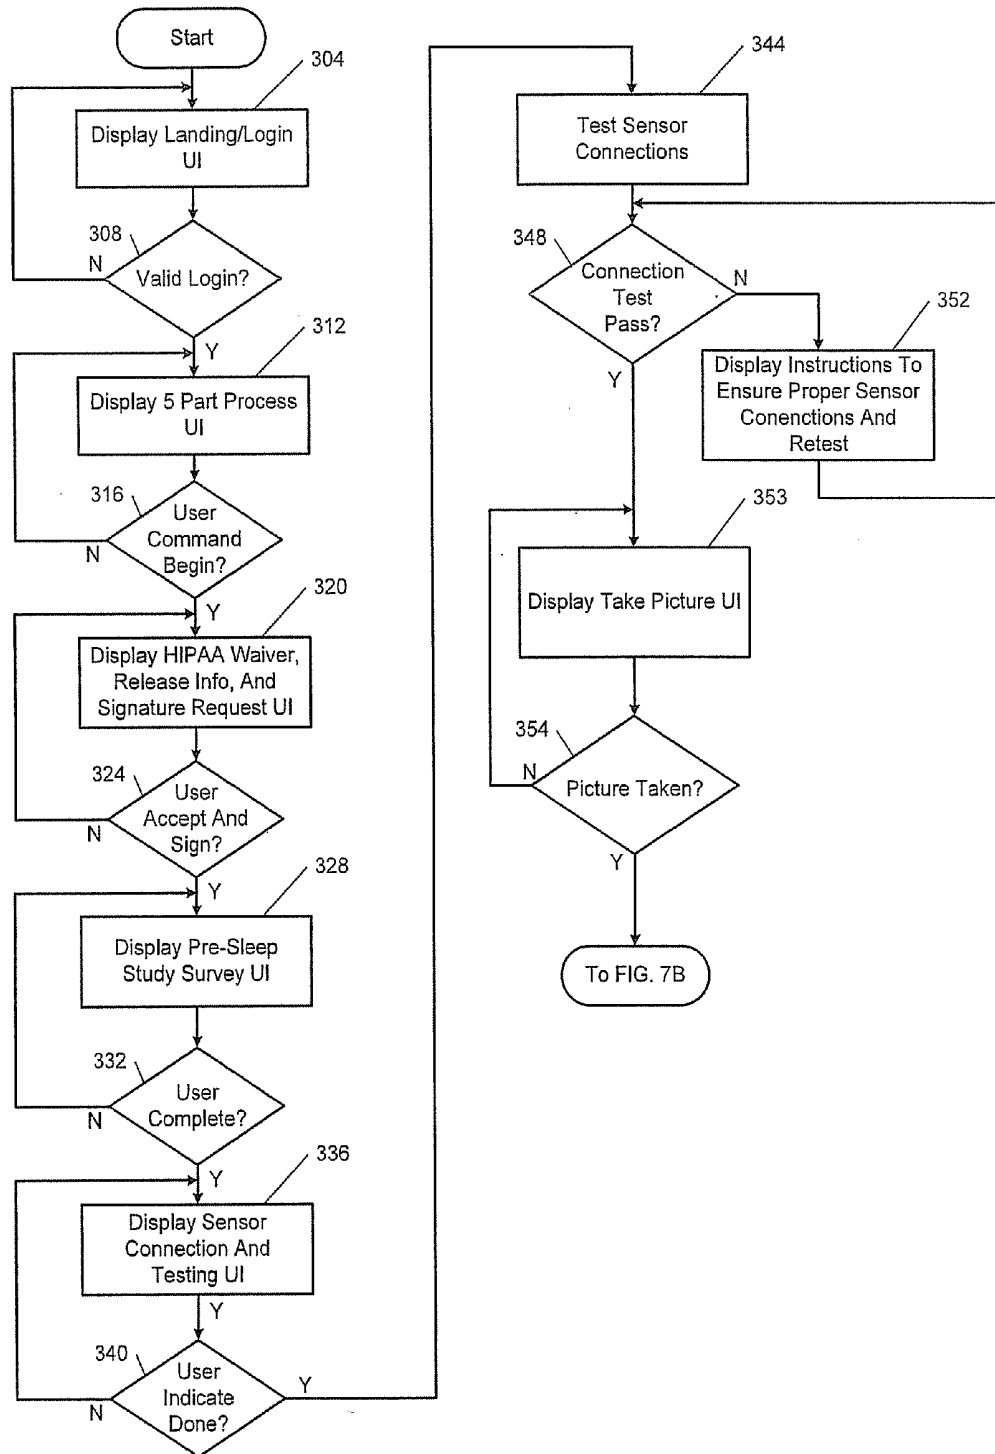 Start
304
Display Landing/Login
UI
308
N
Valid Login?
Y
312
Display 5 Part Process
UI
316
N
User
Command
Begin?
Y
320
Display HIPAA Waiver,
Release Info, And
Signature Request UI
324
N
User
Accept And
Sign?
Y
328
Display Pre-Sleep
Study Survey UI
332
N
User
Complete?
Y
336
Display Sensor
Connection And
Testing UI
Y
340
N
User
Indicate
Done?
Y
344
Test Sensor
Connections
348
Connection
Test
Pass?
N
Y
352
Display Instructions To
Ensure Proper Sensor
Conenctions And
Retest
353
Display Take Picture UI
354
N
Picture Taken?
Y
To FIG. 7B